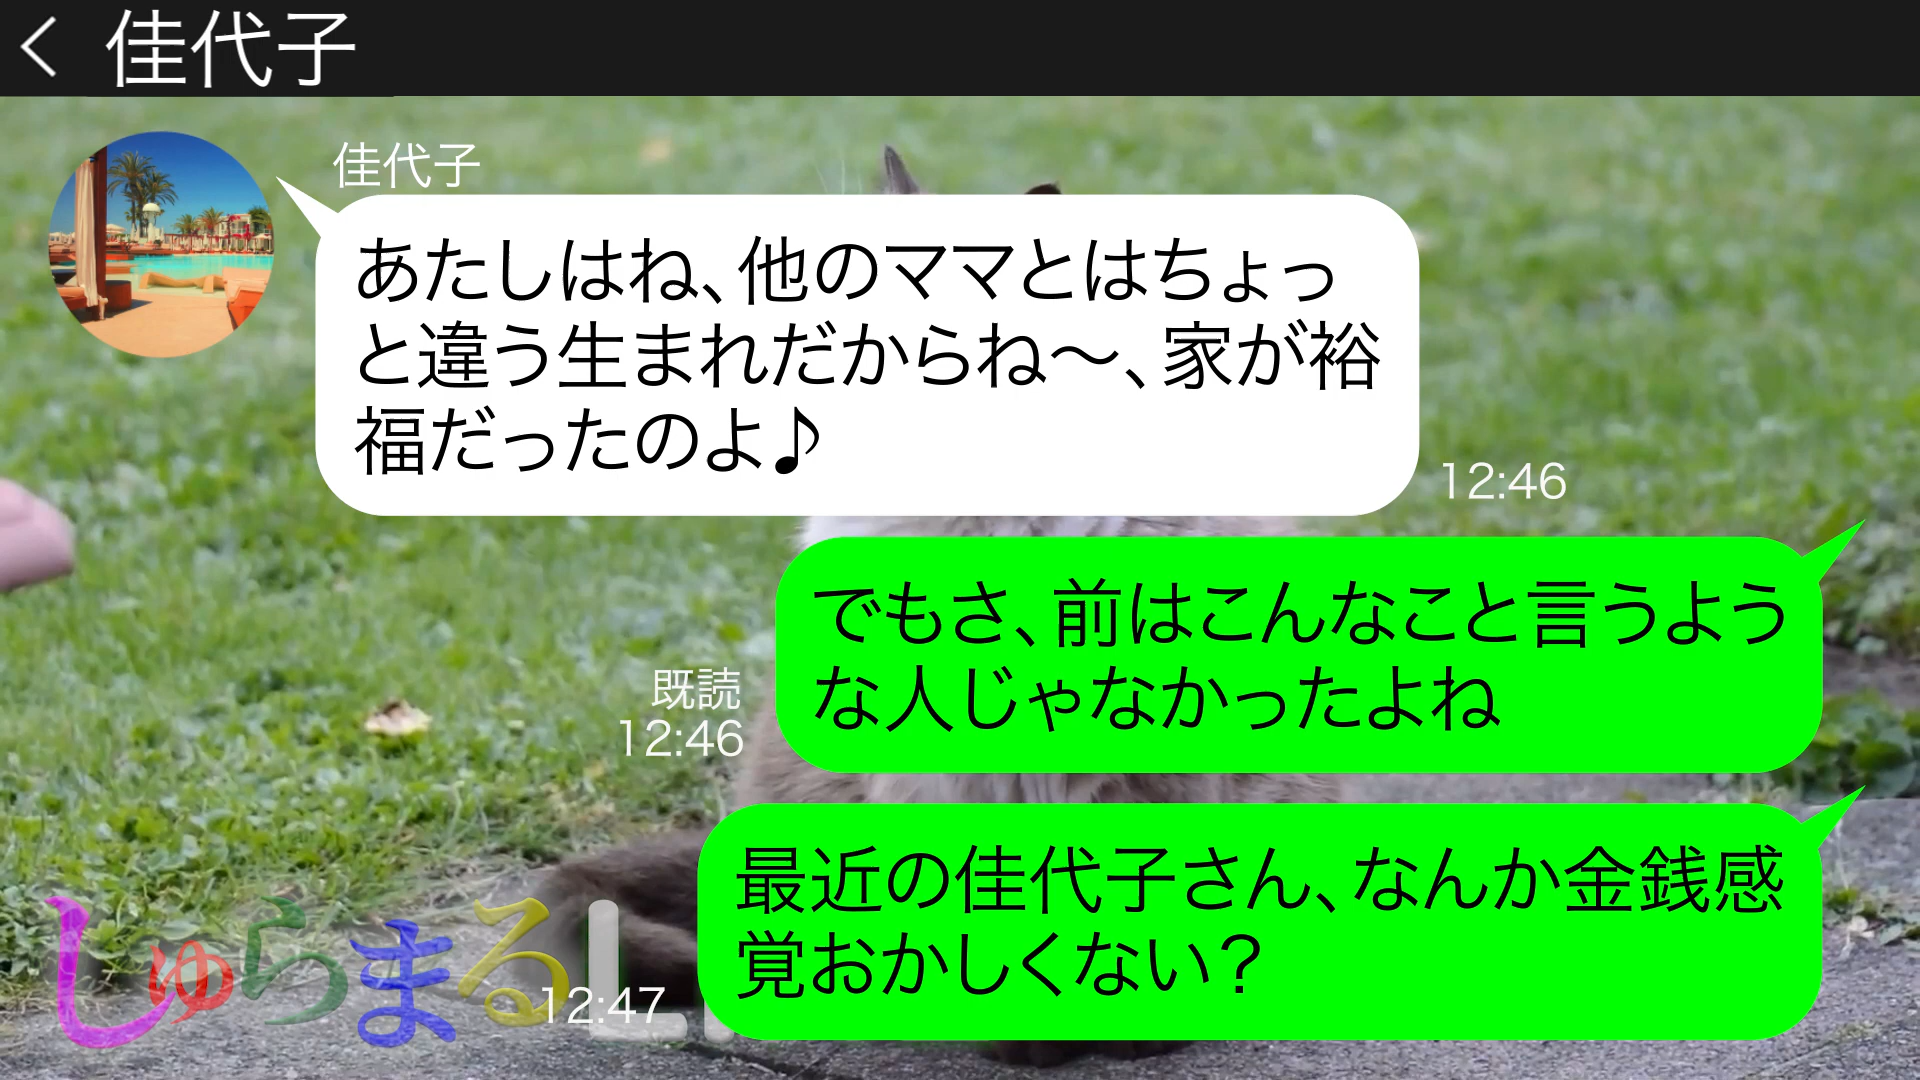 佳代子
佳代子
あたしはね、他のママとはちょっ
と違う生まれだからね〜、家が裕
福だったのよ♪
12:46
でもさ、前はこんなこと言うよう
な人じゃなかったよね
既読
12:46
最近の佳代子さん、なんか金銭感
覚おかしくない？
12:47
しゅらまる